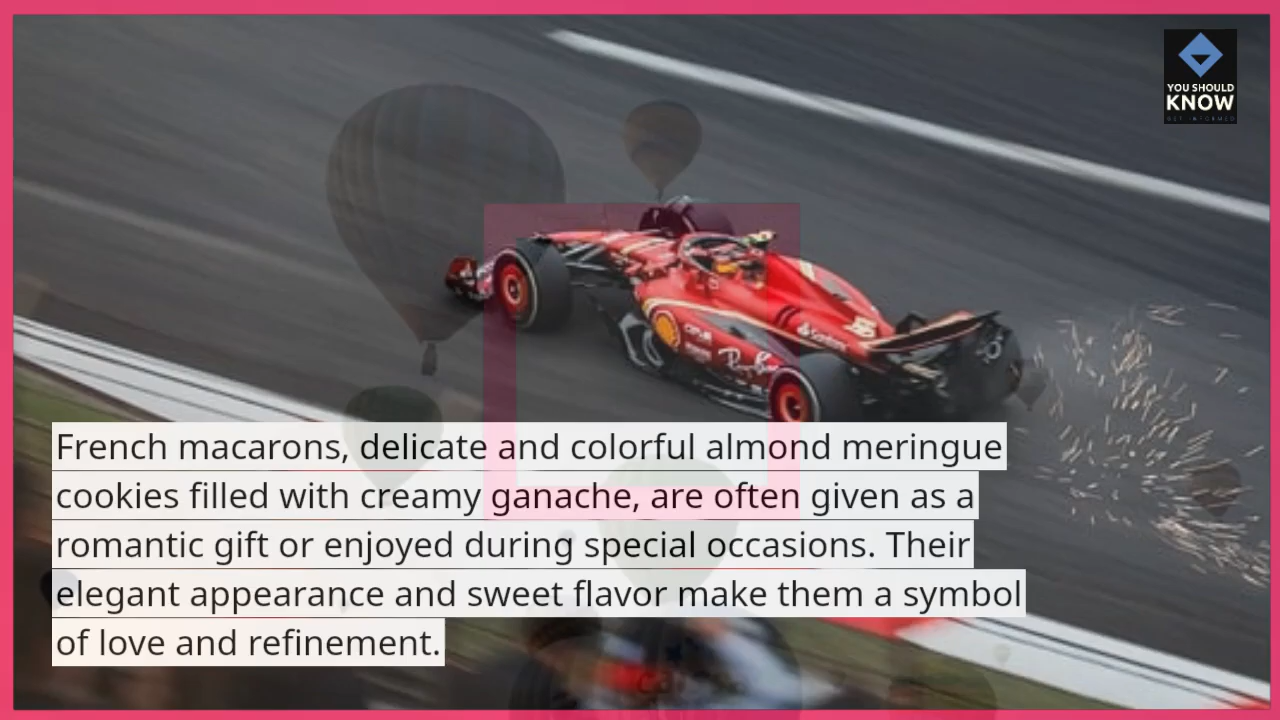 YOU SHOULD
KNOW
GET INFORMED
French macarons, delicate and colorful almond meringue
cookies filled with creamy ganache, are often given as a
romantic gift or enjoyed during special occasions. Their
elegant appearance and sweet flavor make them a symbol
of love and refinement.